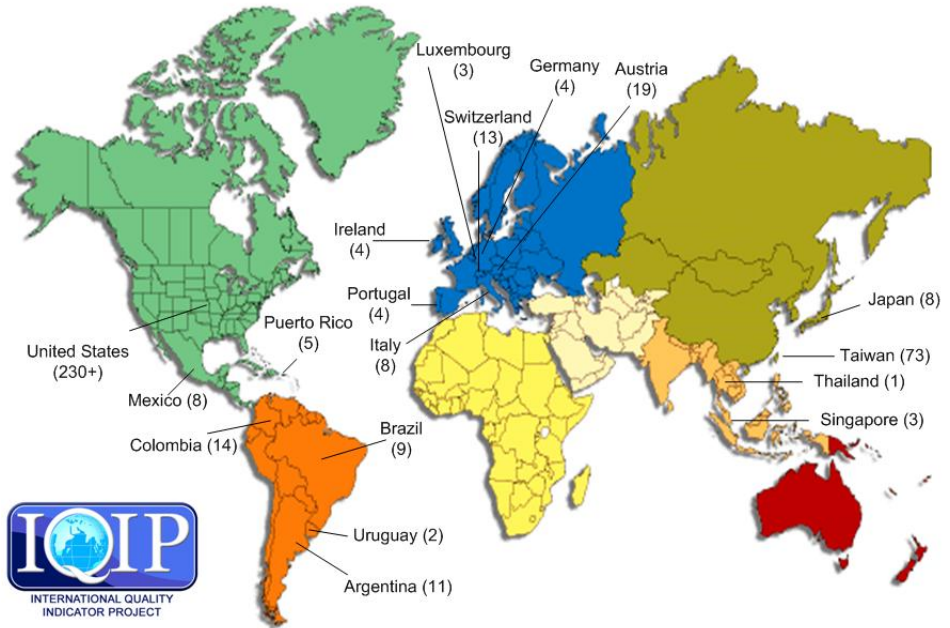 Luxembourg
(3)
Germany
(4)
Austria
(19)
Switzerland
(13)
Ireland
(4)
Portugal
(4)
Italy
(8)
Japan (8)
Taiwan (73)
Thailand (1)
Singapore (3)
Puerto Rico
(5)
United States
(230+)
Mexico (8)
Colombia (14)
Brazil
(9)
Uruguay (2)
Argentina (11)
IQIP
INTERNATIONAL QUALITY
INDICATOR PROJECT